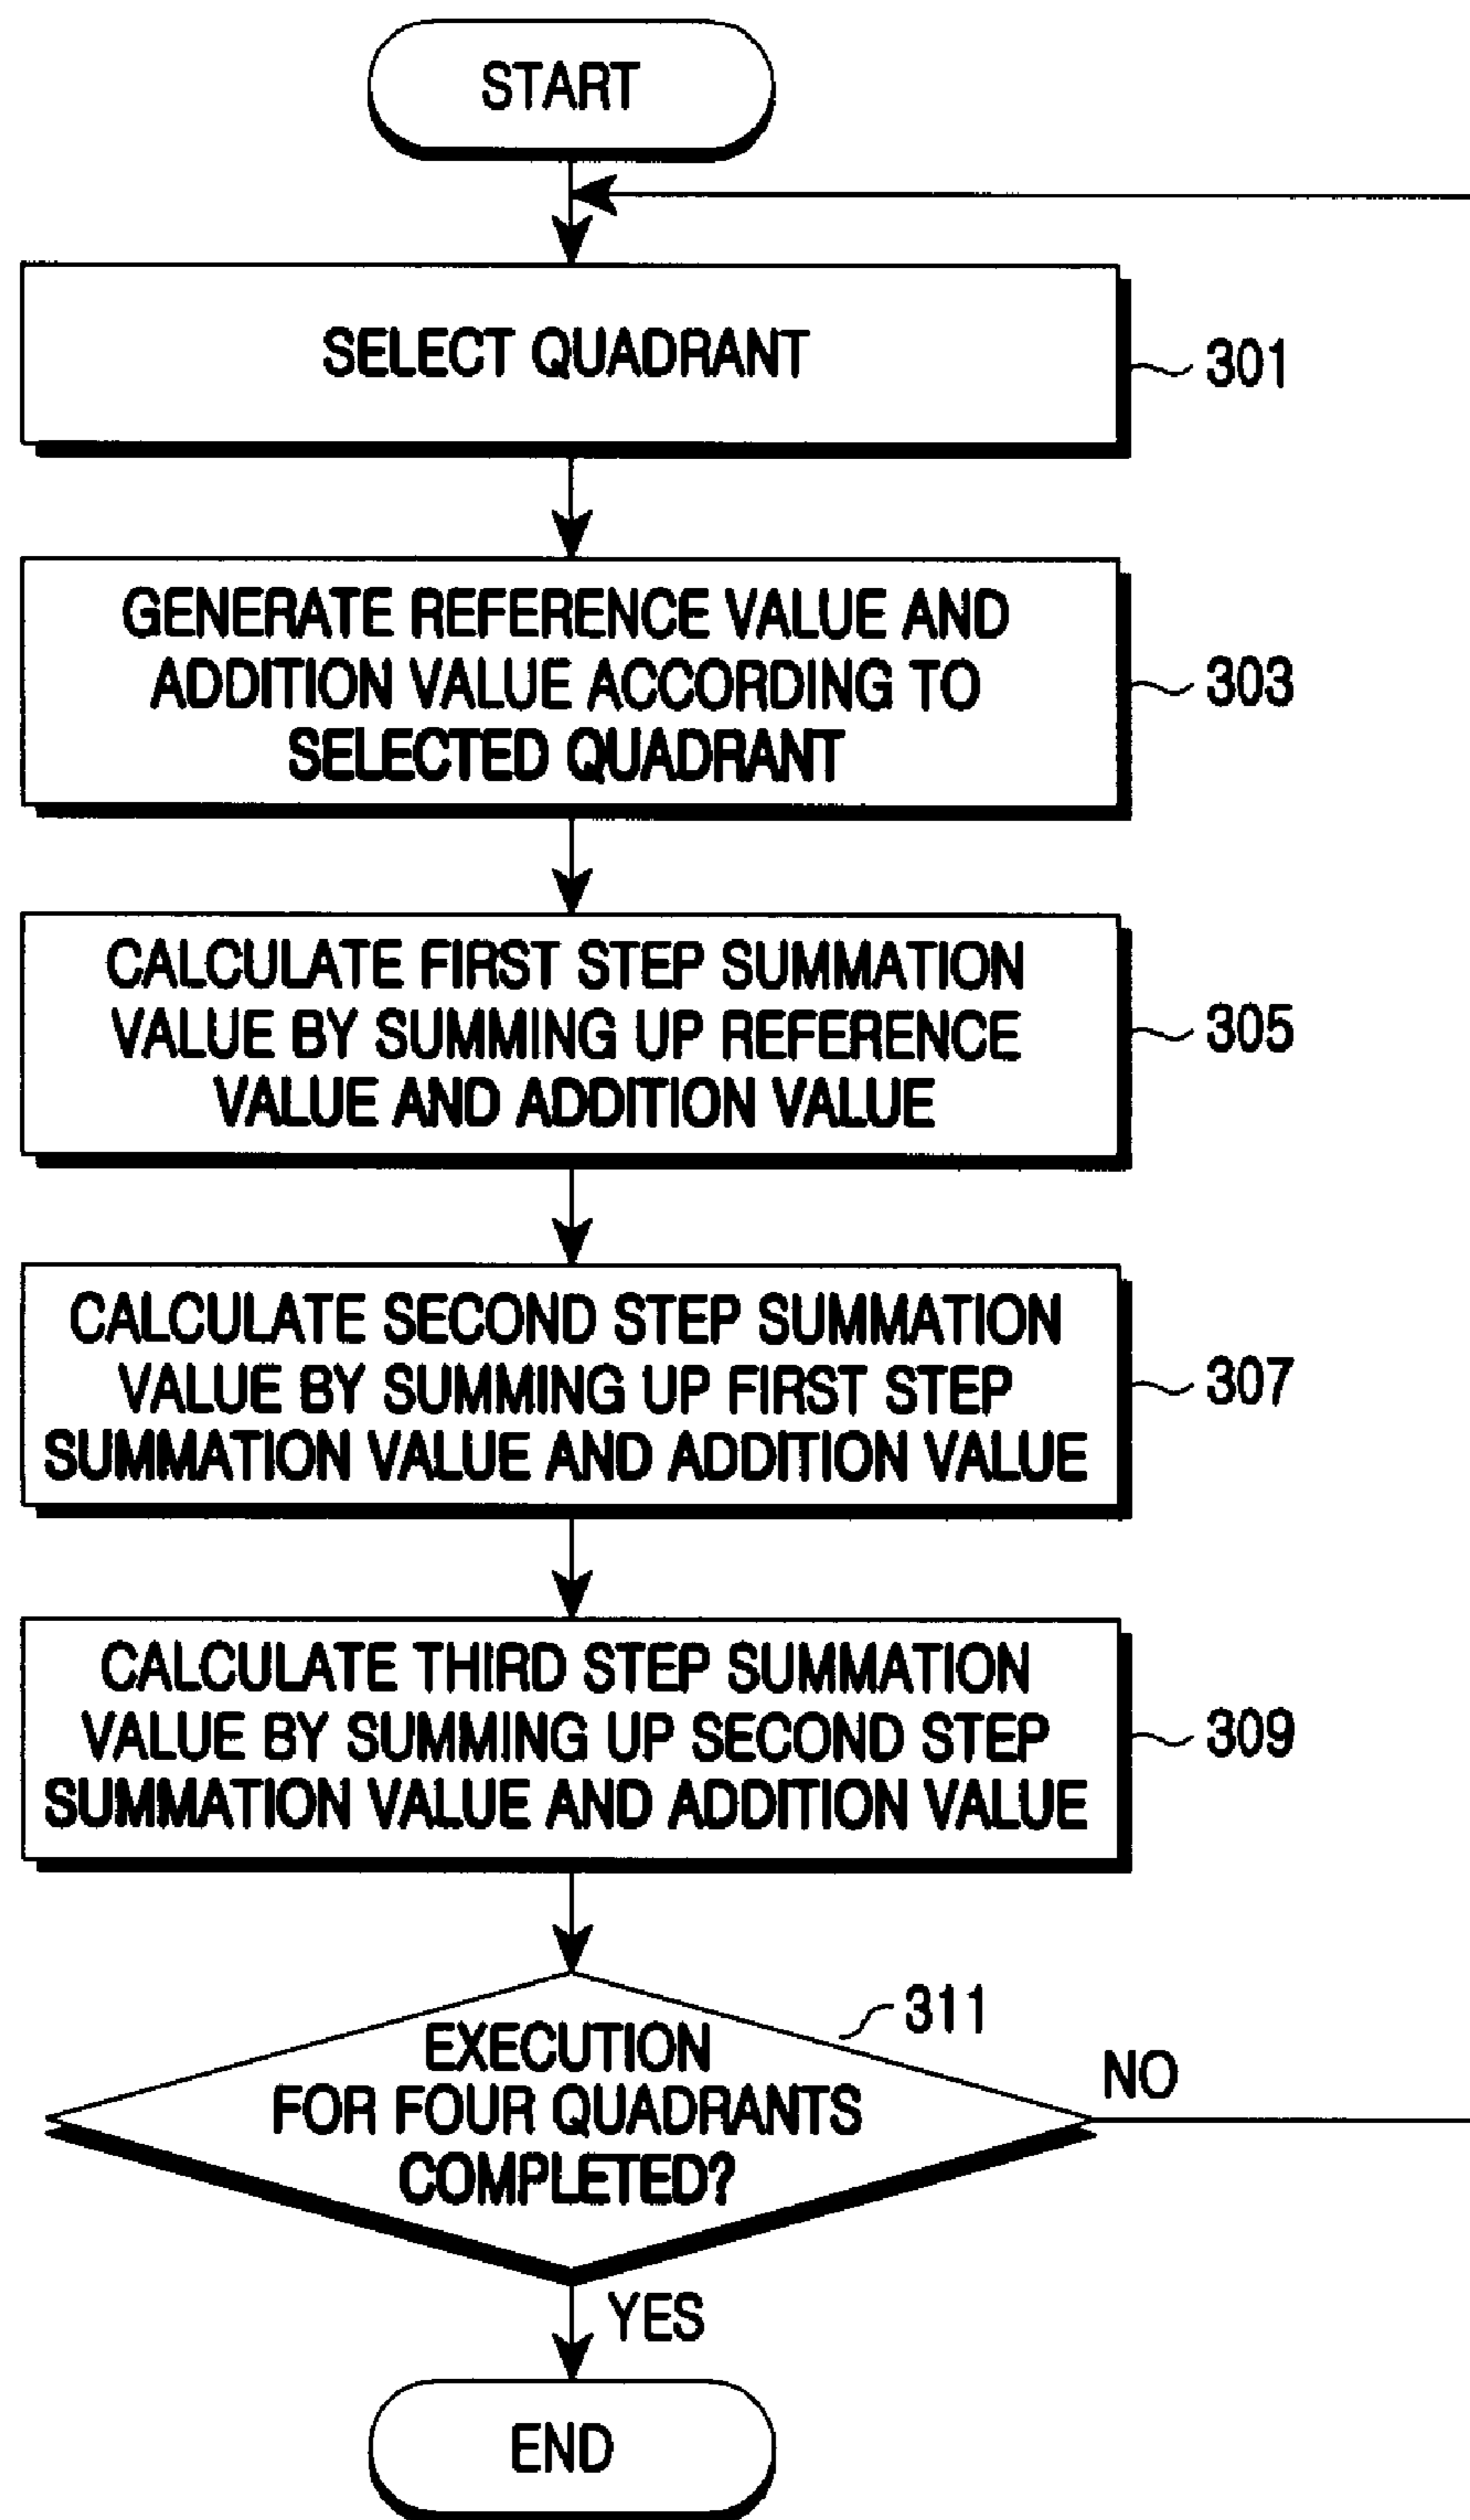 START
SELECT QUADRANT
301
GENERATE REFERENCE VALUE AND
ADDITION VALUE ACCORDING TO
SELECTED QUADRANT
303
CALCULATE FIRST STEP SUMMATION
VALUE BY SUMMING UP REFERENCE
VALUE AND ADDITION VALUE
305
CALCULATE SECOND STEP SUMMATION
VALUE BY SUMMING UP FIRST STEP
SUMMATION VALUE AND ADDITION VALUE
307
CALCULATE THIRD STEP SUMMATION
VALUE BY SUMMING UP SECOND STEP
SUMMATION VALUE AND ADDITION VALUE
309
311
EXECUTION
FOR FOUR QUADRANTS
COMPLETED?
NO
YES
END